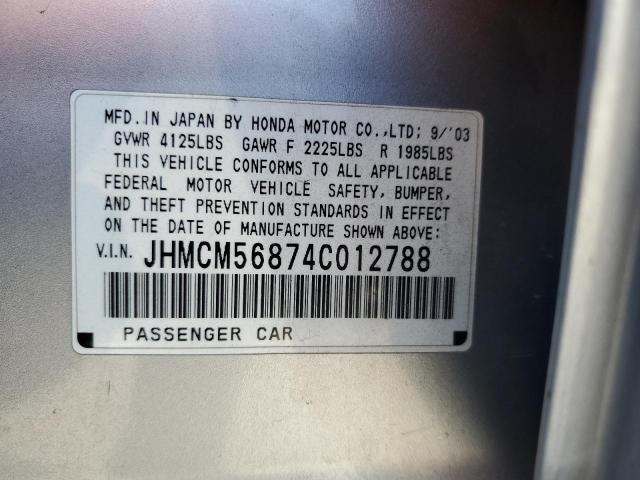 MFD.IN JAPAN BY HONDA MOTOR CO.,LTD; 9/'03
GVWR 4125LBS GAWR F 2225LBS R 1985LBS
THIS VEHICLE CONFORMS TO ALL APPLICABLE
FEDERAL MOTOR VEHICLE SAFETY, BUMPER,
AND THEFT PREVENTION STANDARDS IN EFFECT
ON THE DATE OF MANUFACTURE SHOWN ABOVE:
V.I.N. JHMCM56874C012788
PASSENGER CAR